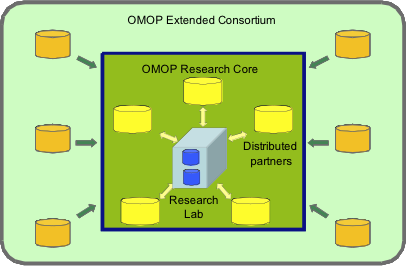 OMOP Extended Consortium
OMOP Research Core
Distributed
partners
Research
Lab